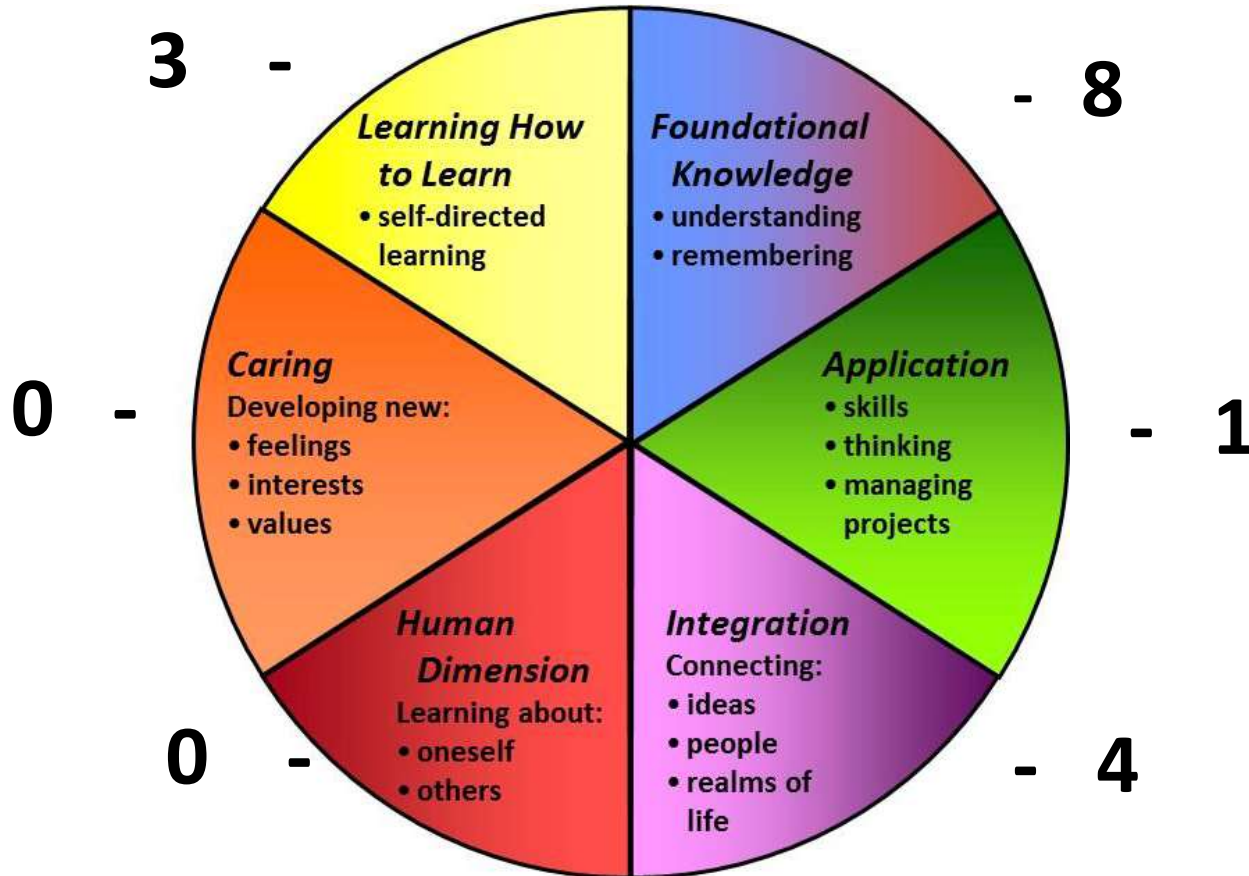 3 -
- 8
Learning How
to Learn
• self-directed
learning
Foundational
Knowledge
• understanding
• remembering
0 -
Caring
Developing new:
• feelings
• interests
• values
Application
• skills
• thinking
• managing
projects
- 1
0 -
Human
Dimension
Learning about:
• oneself
• others
Integration
Connecting:
• ideas
• people
• realms of
life
- 4